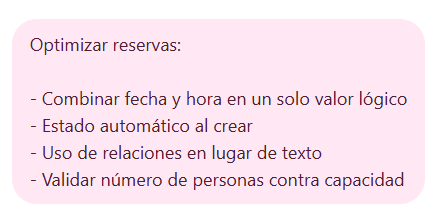 Optimizar reservas:
- Combinar fecha y hora en un solo valor lógico
- Estado automático al crear
- Uso de relaciones en lugar de texto
- Validar número de personas contra capacidad